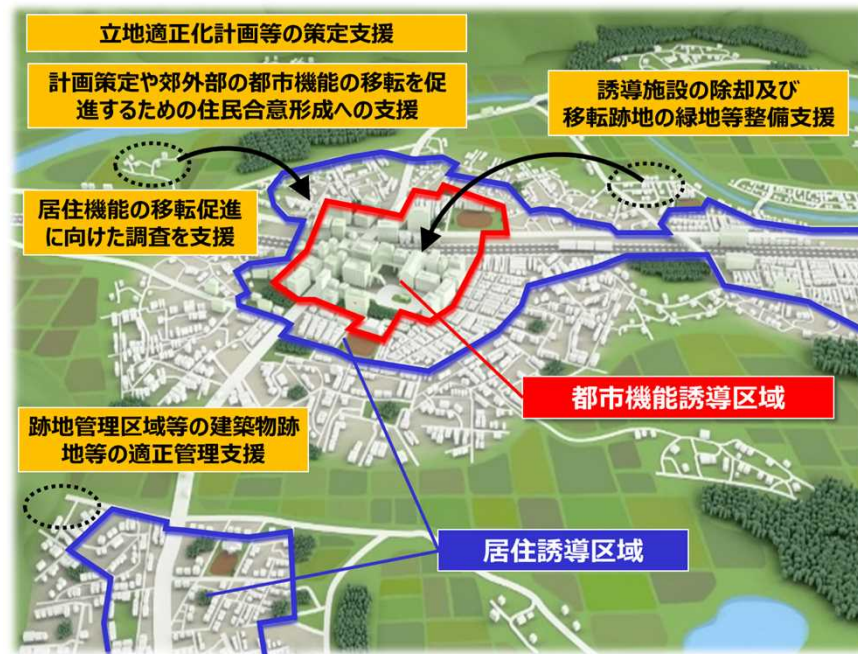 立地適正化計画等の策定支援
計画策定や郊外部の都市機能の移転を促
進するための住民合意形成への支援
誘導施設の除却及び
移転跡地の緑地等整備支援
居住機能の移転促進
に向けた調査を支援
都市機能誘導区域
跡地管理区域等の建築物跡
地等の適正管理支援
居住誘導区域